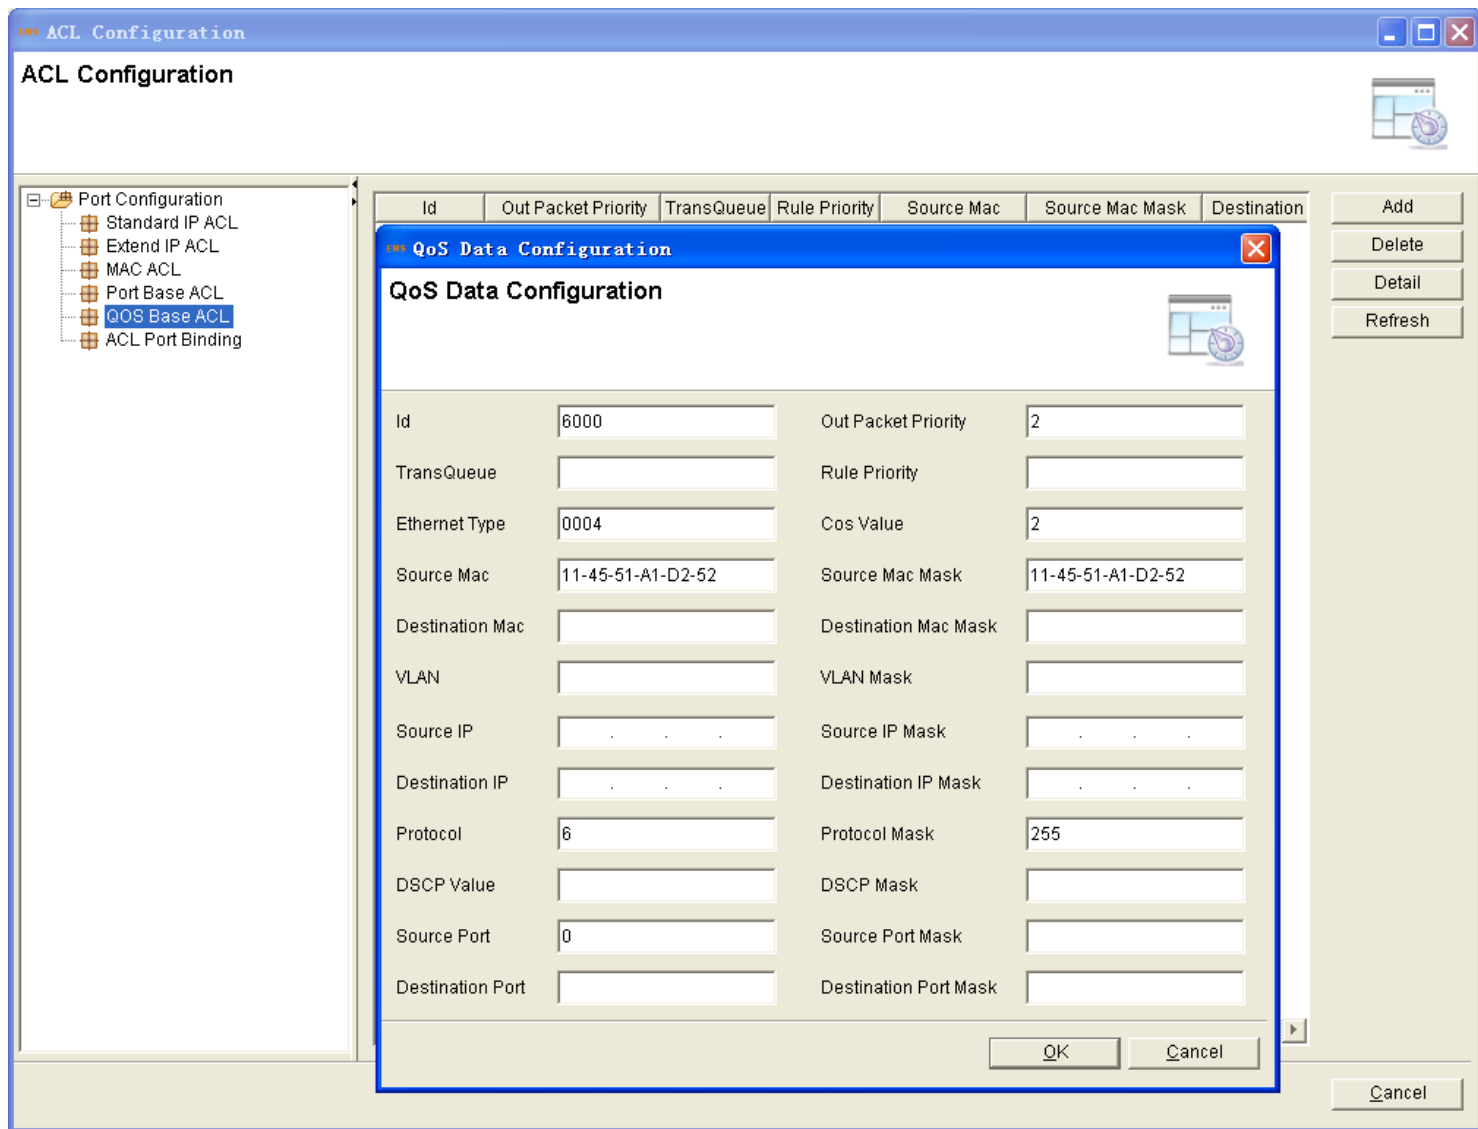 EMS ACL Configuration
ACL Configuration
Port Configuration
Standard IP ACL
Extend IP ACL
MAC ACL
Port Base ACL
QOS Base ACL
ACL Port Binding
Id Out Packet Priority TransQueue Rule Priority Source Mac Source Mac Mask Destination
Add
Delete
Detail
Refresh
EMS QoS Data Configuration
QoS Data Configuration
Id 6000 Out Packet Priority 2
TransQueue Rule Priority
Ethernet Type 0004 Cos Value 2
Source Mac 11-45-51-A1-D2-52 Source Mac Mask 11-45-51-A1-D2-52
Destination Mac Destination Mac Mask
VLAN VLAN Mask
Source IP . . . Source IP Mask . . .
Destination IP . . . Destination IP Mask . . .
Protocol 6 Protocol Mask 255
DSCP Value DSCP Mask
Source Port 0 Source Port Mask
Destination Port Destination Port Mask
OK Cancel
Cancel